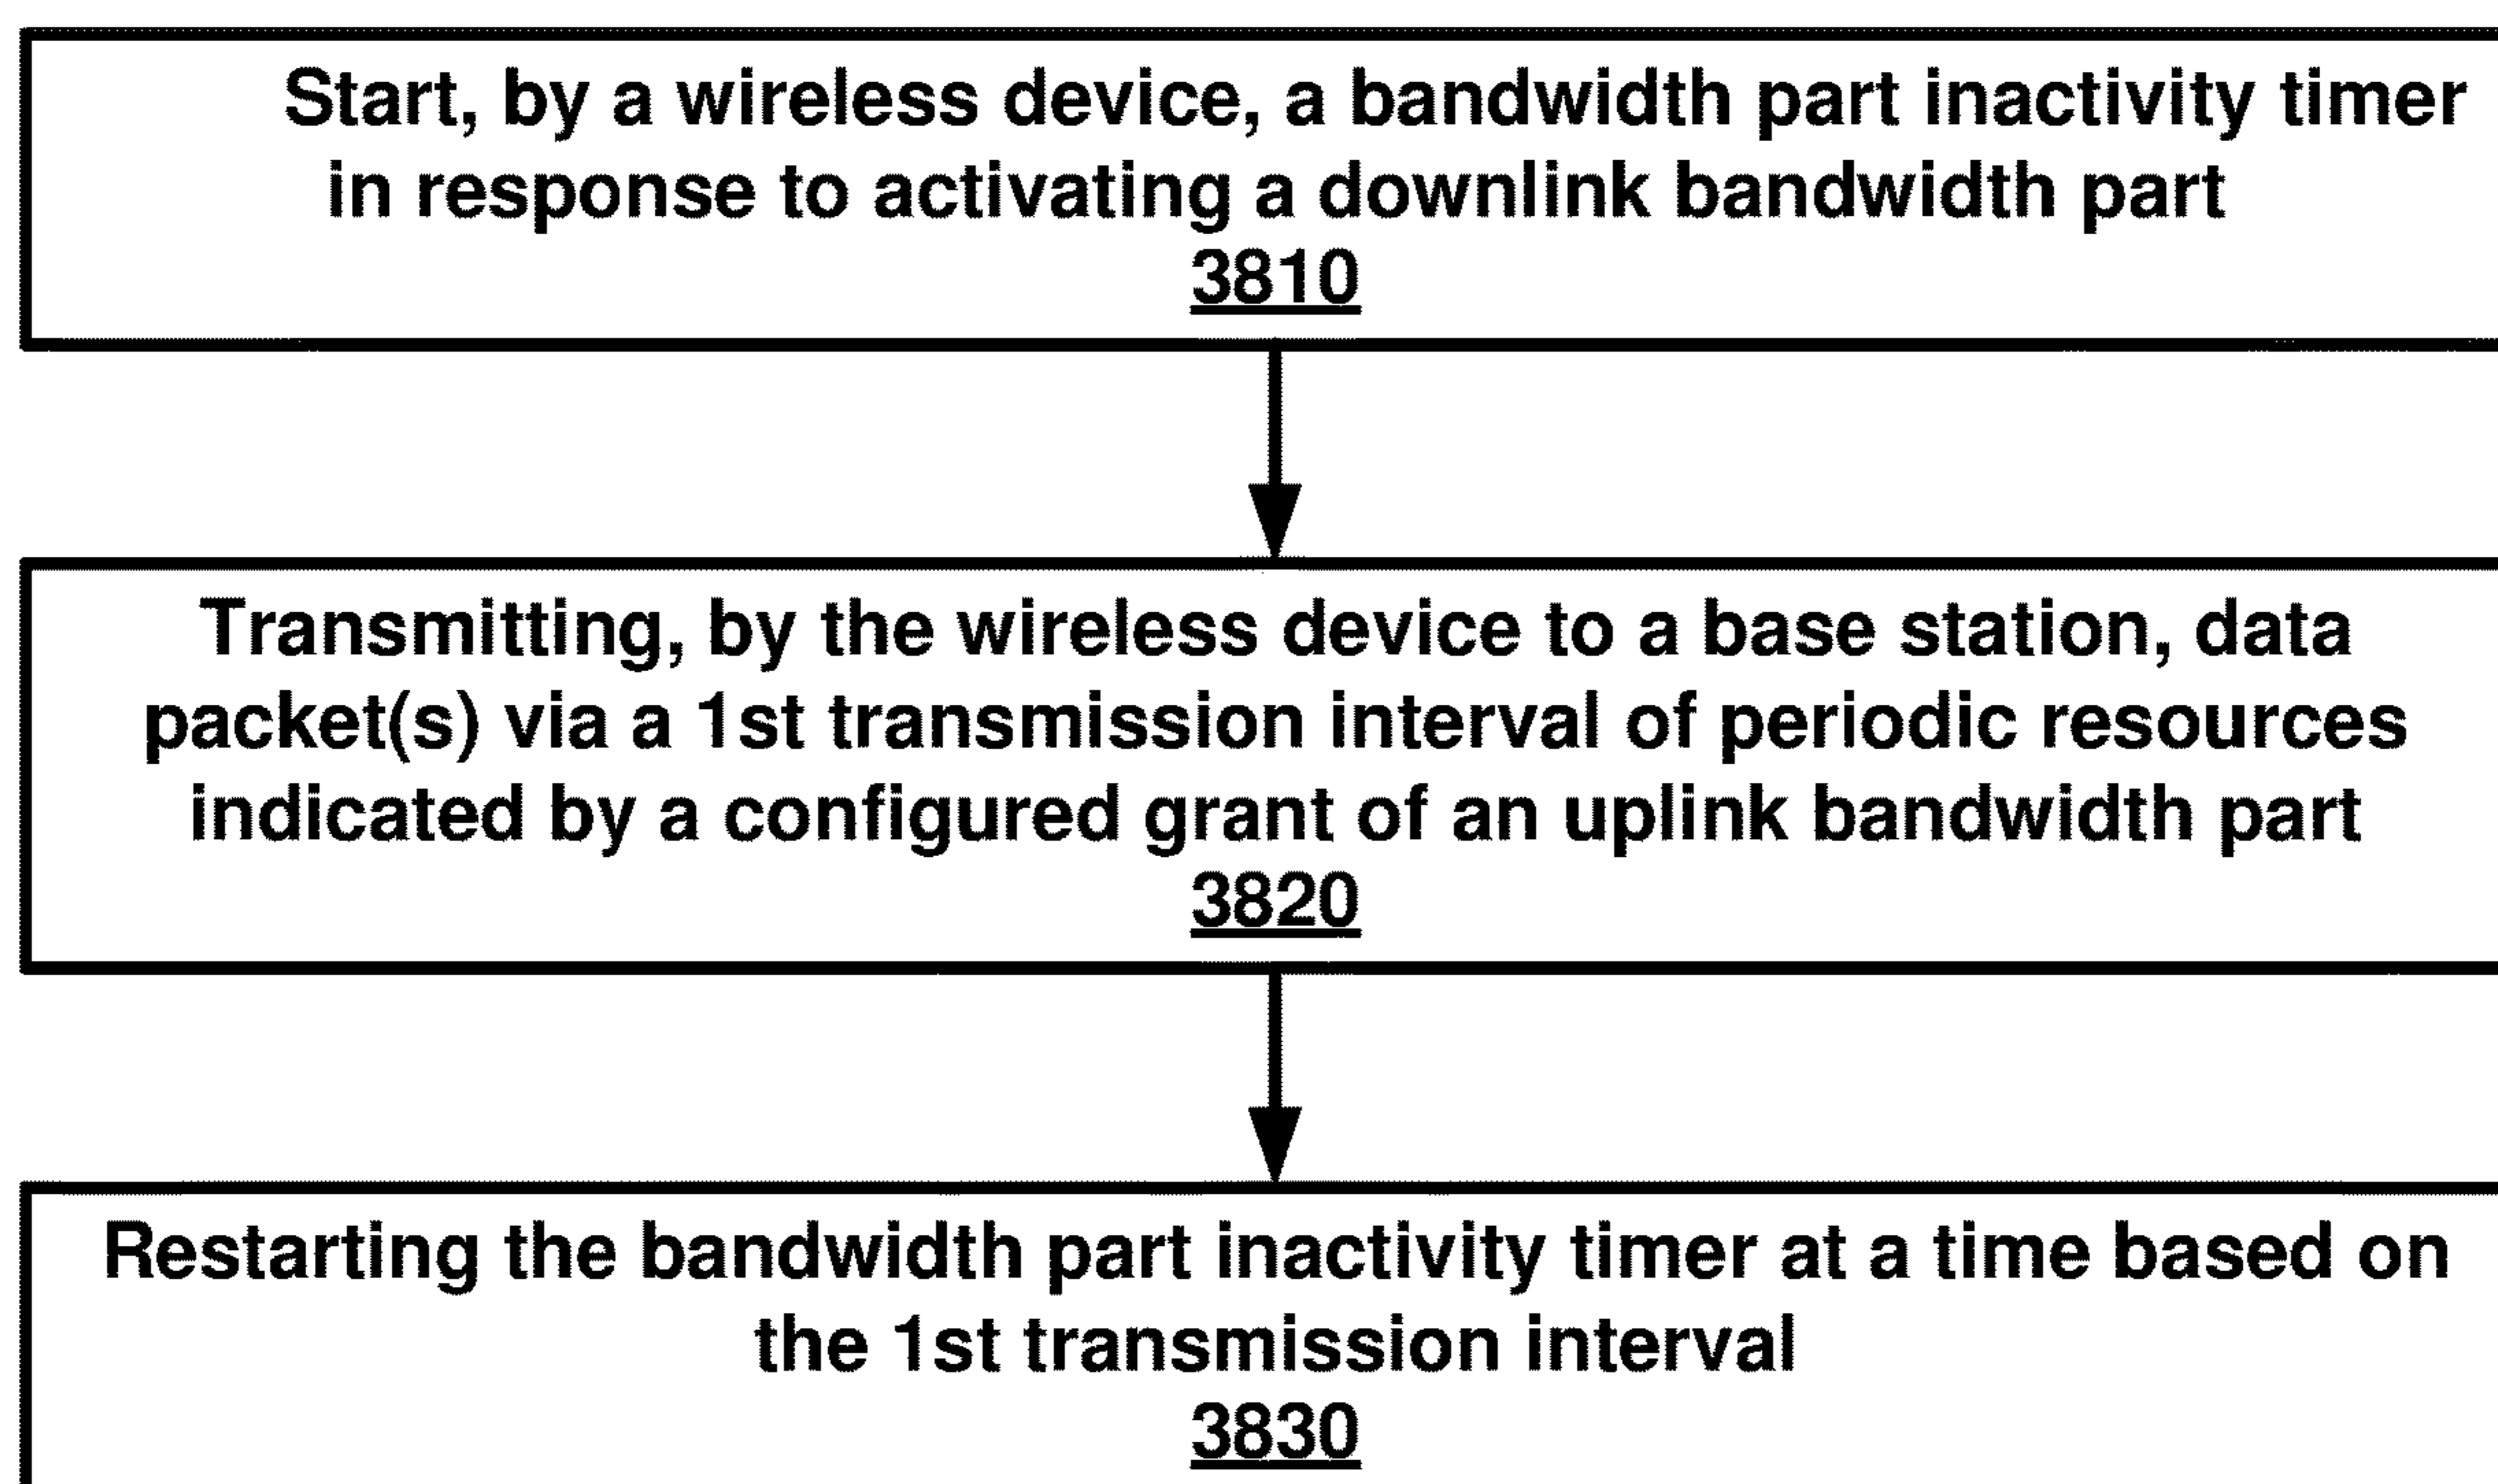 Start, by a wireless device, a bandwidth part inactivity timer
in response to activating a downlink bandwidth part
3810
Transmitting, by the wireless device to a base station, data
packet(s) via a 1st transmission interval of periodic resources
indicated by a configured grant of an uplink bandwidth part
3820
Restarting the bandwidth part inactivity timer at a time based on
the 1st transmission interval
3830